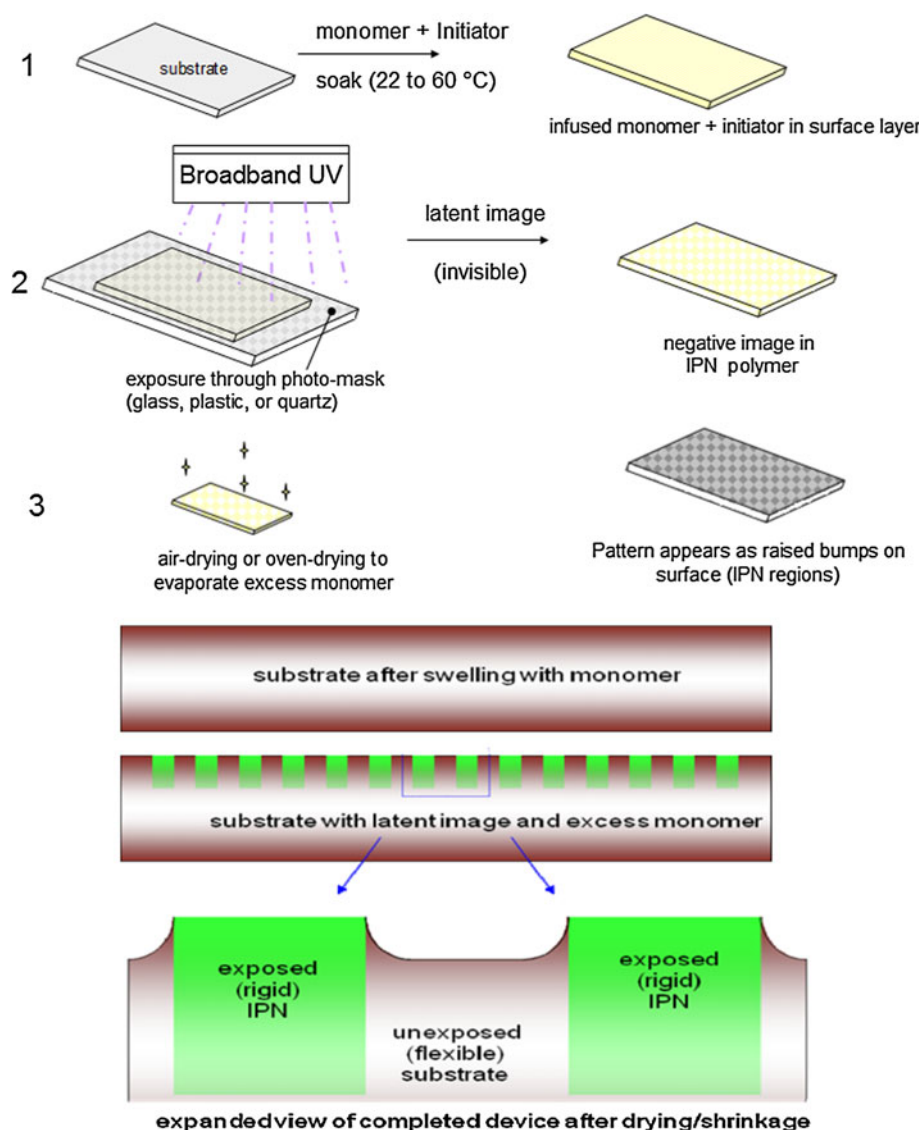 1
substrate
monomer + Initiator
soak (22 to 60 °C)
infused monomer + initiator in surface layer
Broadband UV
2
latent image
(invisible)
exposure through photo-mask
(glass, plastic, or quartz)
negative image in
IPN polymer
3
air-drying or oven-drying to
evaporate excess monomer
Pattern appears as raised bumps on
surface (IPN regions)
substrate after swelling with monomer
substrate with latent image and excess monomer
exposed
(rigid)
IPN
unexposed
(flexible)
substrate
exposed
(rigid)
IPN
expanded view of completed device after drying/shrinkage